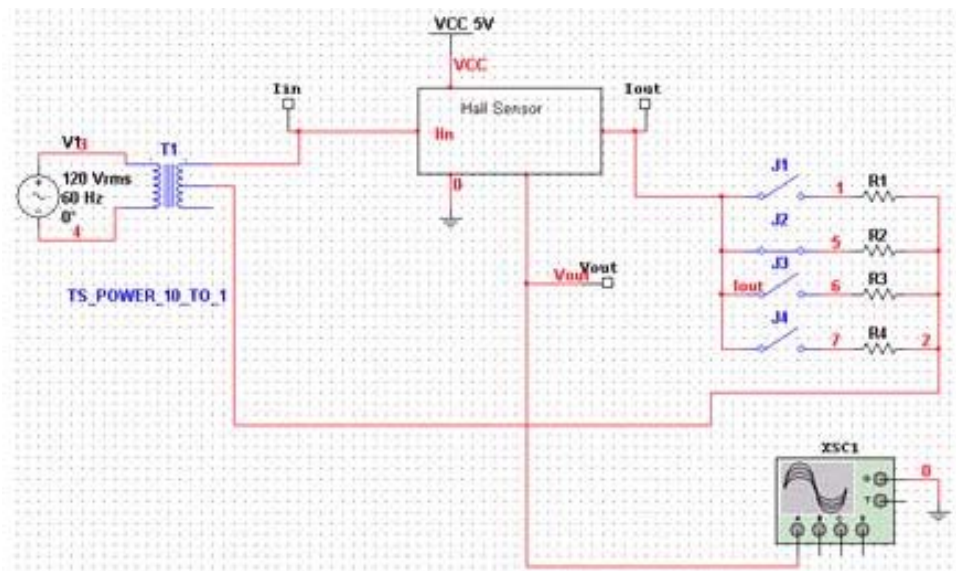 VCC 5V
VCC
Iin
Iout
Hall Sensor
Iin
V1
3
T1
120 Vrms
60 Hz
0°
4
0
J1
1
R1
J2
5
R2
J3
Vout
Vout
Iout
6
R3
TS_POWER_10_TO_1
J4
7
R4
2
XSC1
0
G
T
A
B
C
D